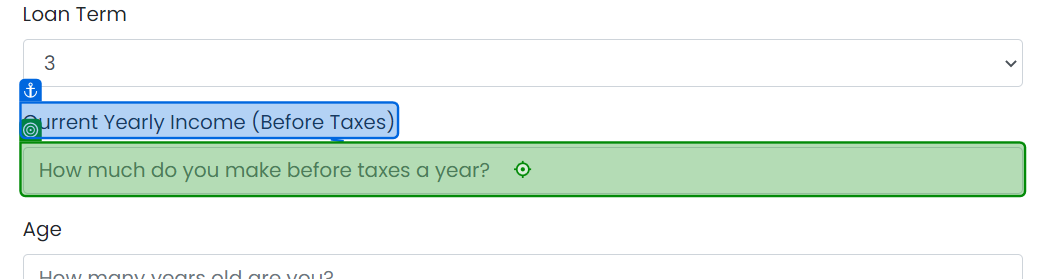 Loan Term
3
Current Yearly Income (Before Taxes)
How much do you make before taxes a year?
Age
How many years old are you?